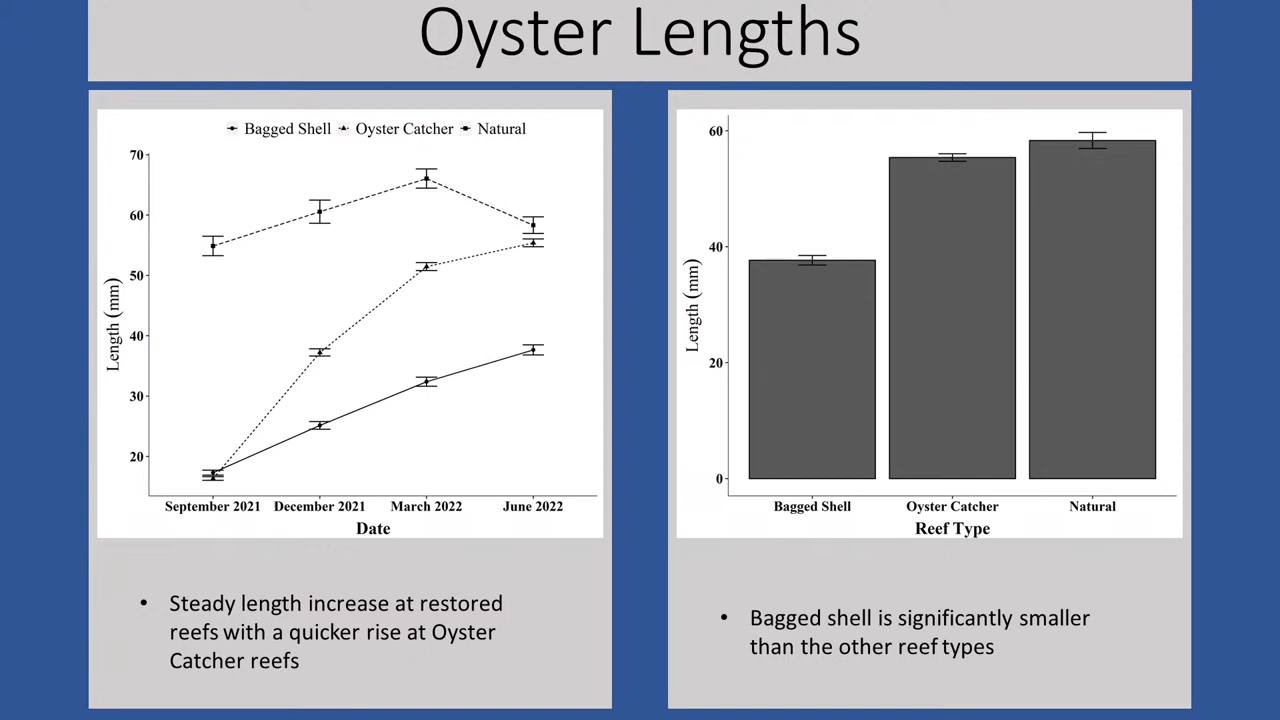 Oyster Lengths
Bagged Shell Oyster Catcher Natural
70
60
50
40
30
20
Length (mm)
September 2021 December 2021 March 2022 June 2022
Date
• Steady length increase at restored
reefs with a quicker rise at Oyster
Catcher reefs
60
40
20
0
Length (mm)
Bagged Shell Oyster Catcher Natural
Reef Type
• Bagged shell is significantly smaller
than the other reef types